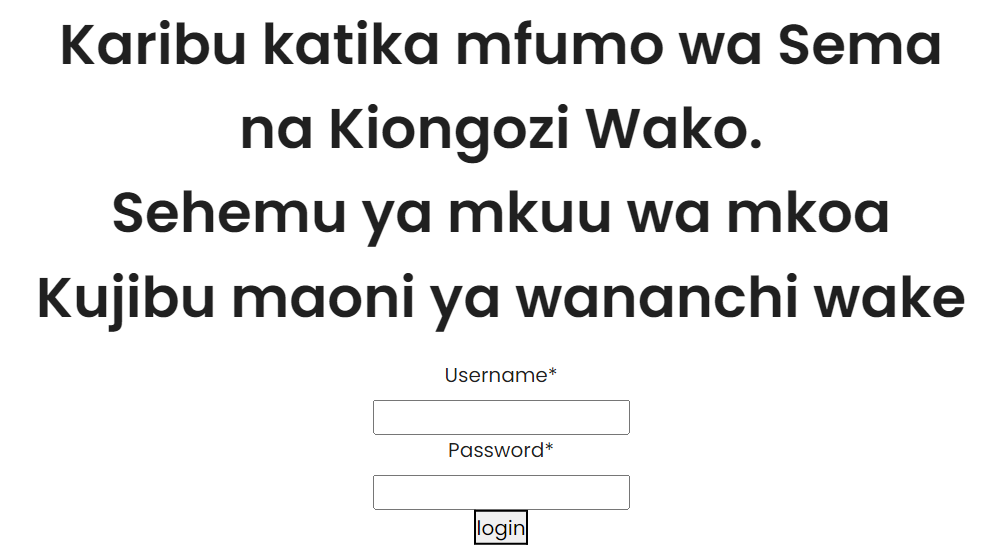 Karibu katika mfumo wa Sema
na Kiongozi Wako.
Sehemu ya mkuu wa mkoa
Kujibu maoni ya wananchi wake
Username*
Password*
login